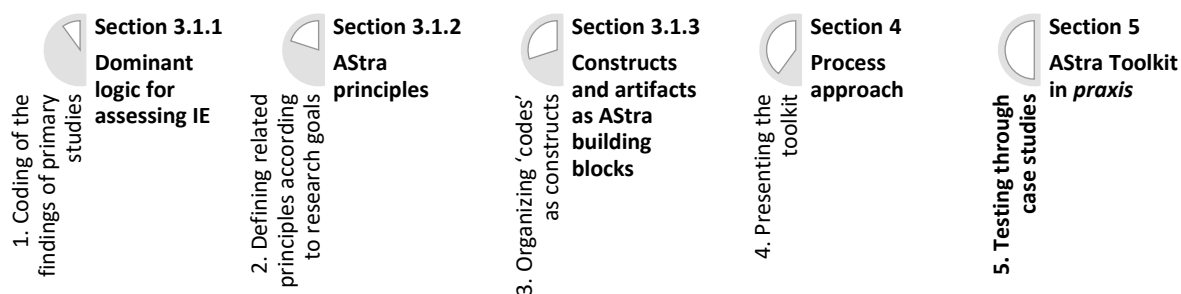 Section 3.1.1
Dominant
logic for
assessing IE
1. Coding of the
findings of primary
studies
Section 3.1.2
AStra
principles
2. Defining related
principles according
to research goals
Section 3.1.3
Constructs
and artifacts
as AStra
building
blocks
3. Organizing ‘codes’
as constructs
Section 4
Process
approach
4. Presenting the
toolkit
Section 5
AStra Toolkit
in praxis
5. Testing through
case studies